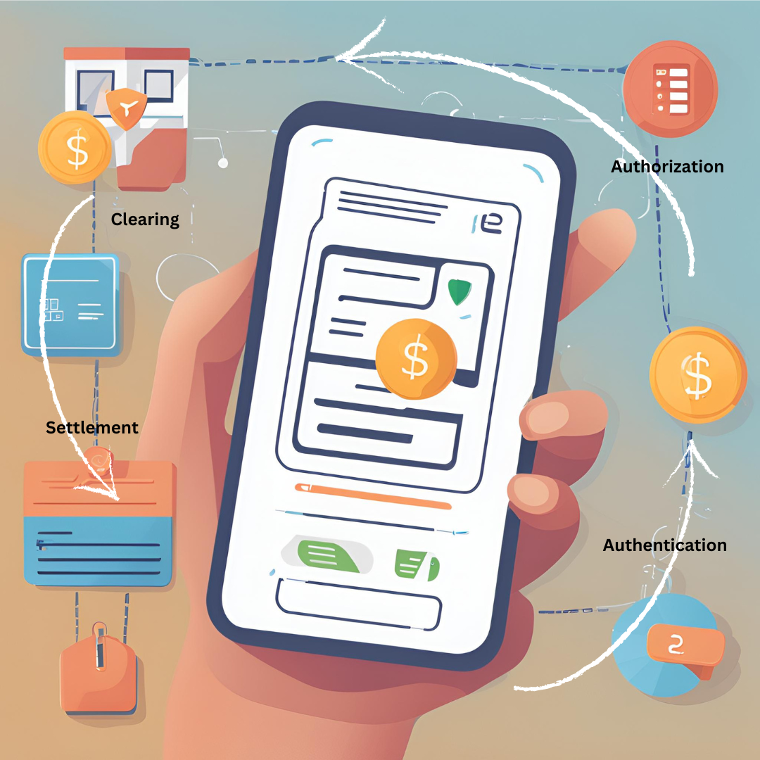 $
Authorization
Clearing
$
$
Settlement
Authentication
2